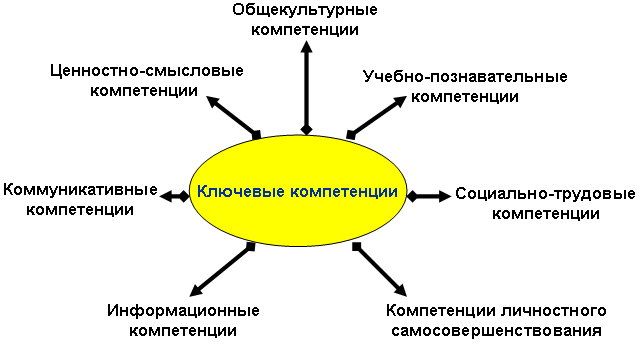 Общекультурные
компетенции
Ценностно-смысловые
компетенции
Учебно-познавательные
компетенции
Коммуникативные
компетенции
Ключевые компетенции
Социально-трудовые
компетенции
Информационные
компетенции
Компетенции личностного
самосовершенствования